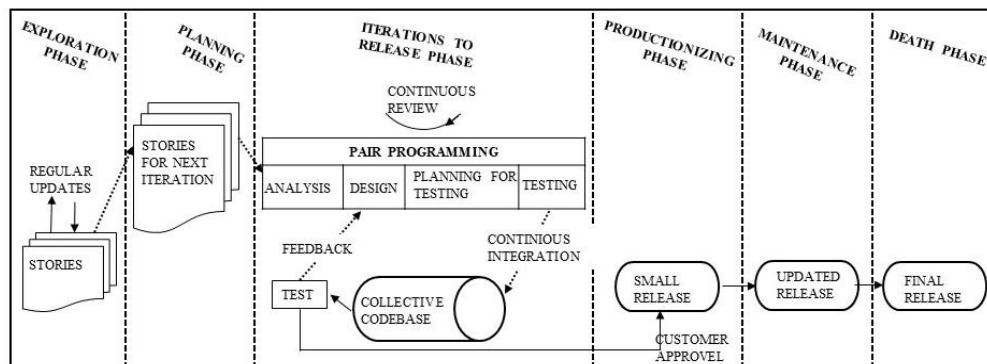 EXPLORATION
PHASE
PLANNING
PHASE
ITERATIONS TO
RELEASE PHASE
PRODUCTIONIZING
PHASE
MAINTENANCE
PHASE
DEATH PHASE
CONTINUOUS
REVIEW
STORIES
FOR NEXT
ITERATION
REGULAR
UPDATES
STORIES
PAIR PROGRAMMING
ANALYSIS
DESIGN
PLANNING FOR
TESTING
TESTING
FEEDBACK
CONTINIOUS
INTEGRATION
TEST
COLLECTIVE
CODEBASE
SMALL
RELEASE
UPDATED
RELEASE
FINAL
RELEASE
CUSTOMER
APPROVEL